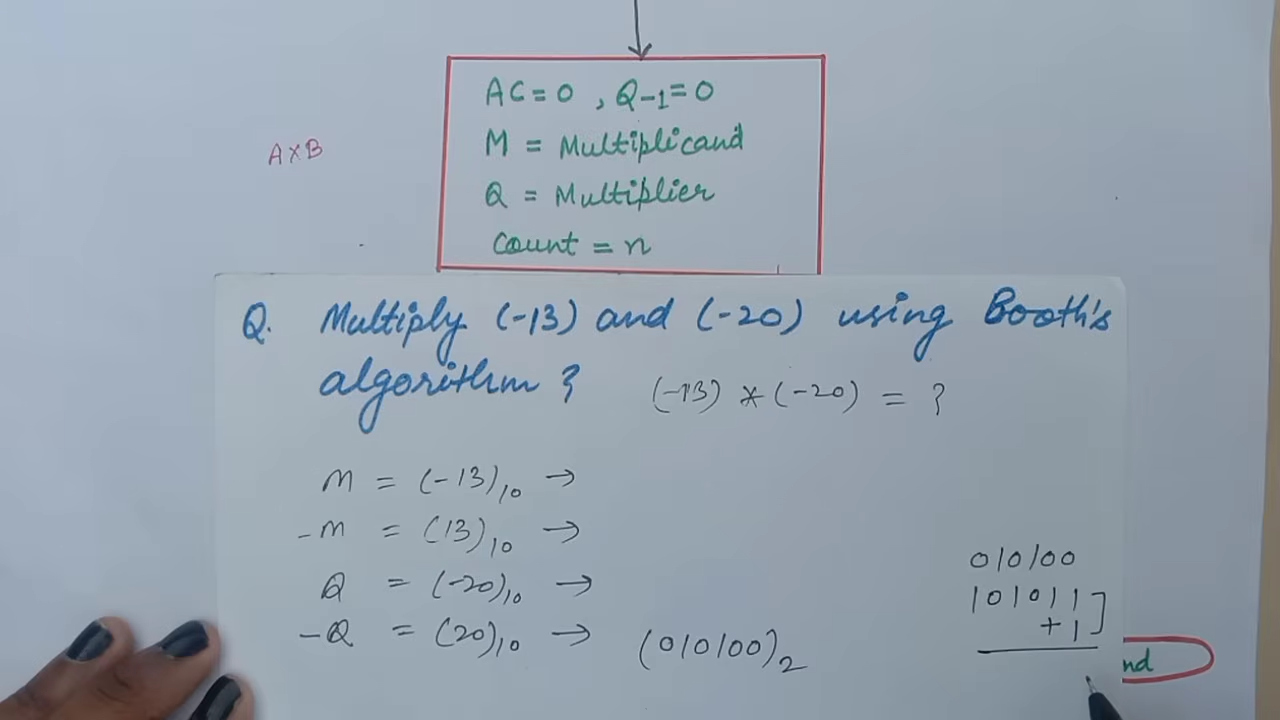 AC=0 , Q-1=0
M = Multiplicand
A×B
Q = Multiplier
Count = n
Q. Multiply (-13) and (-20) using Booth's
algorithm ?
(-13) * (-20) = ?
M = (-13)10 →
-M = (13)10 →
Q = (-20)10 →
-Q = (20)10 → (010100)2
010100
101011
+ 1
nd